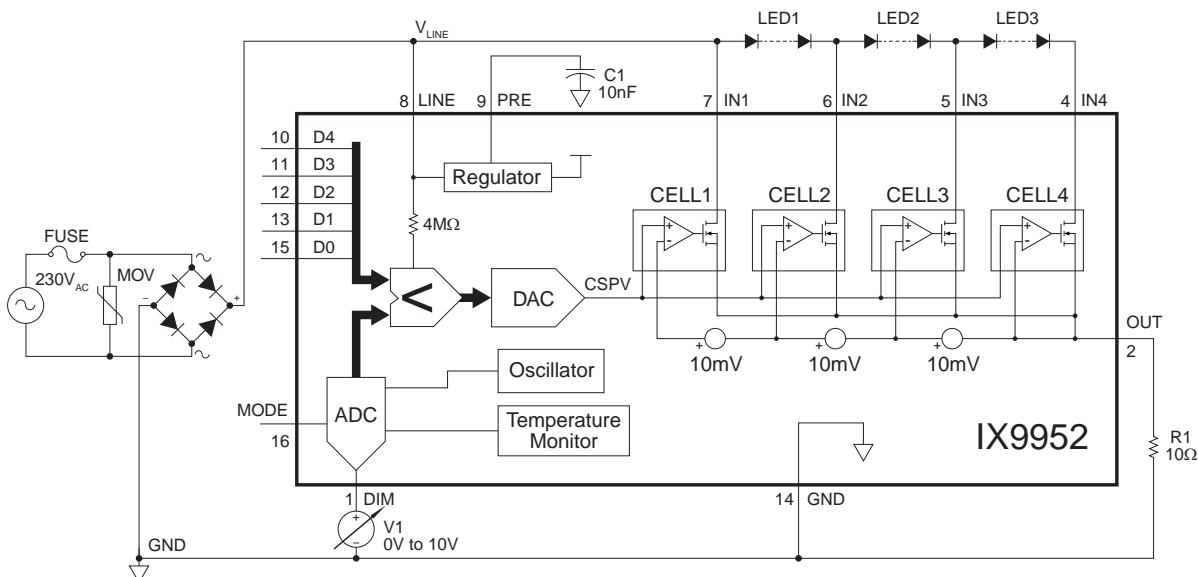 LED1 LED2 LED3
V LINE
C1
10nF
8 LINE 9 PRE 7 IN1 6 IN2 5 IN3 4 IN4
10 D4
11 D3
12 D2
13 D1
15 D0
Regulator
4MΩ
CELL1 CELL2 CELL3 CELL4
+ - + - + - + -
FUSE
230VAC
MOV
- +
<
DAC
CSPV
OUT
2
+ + +
10mV 10mV 10mV
Oscillator
MODE
16
ADC
Temperature
Monitor
IX9952
R1
10Ω
1 DIM
14 GND
+
-
V1
0V to 10V
GND